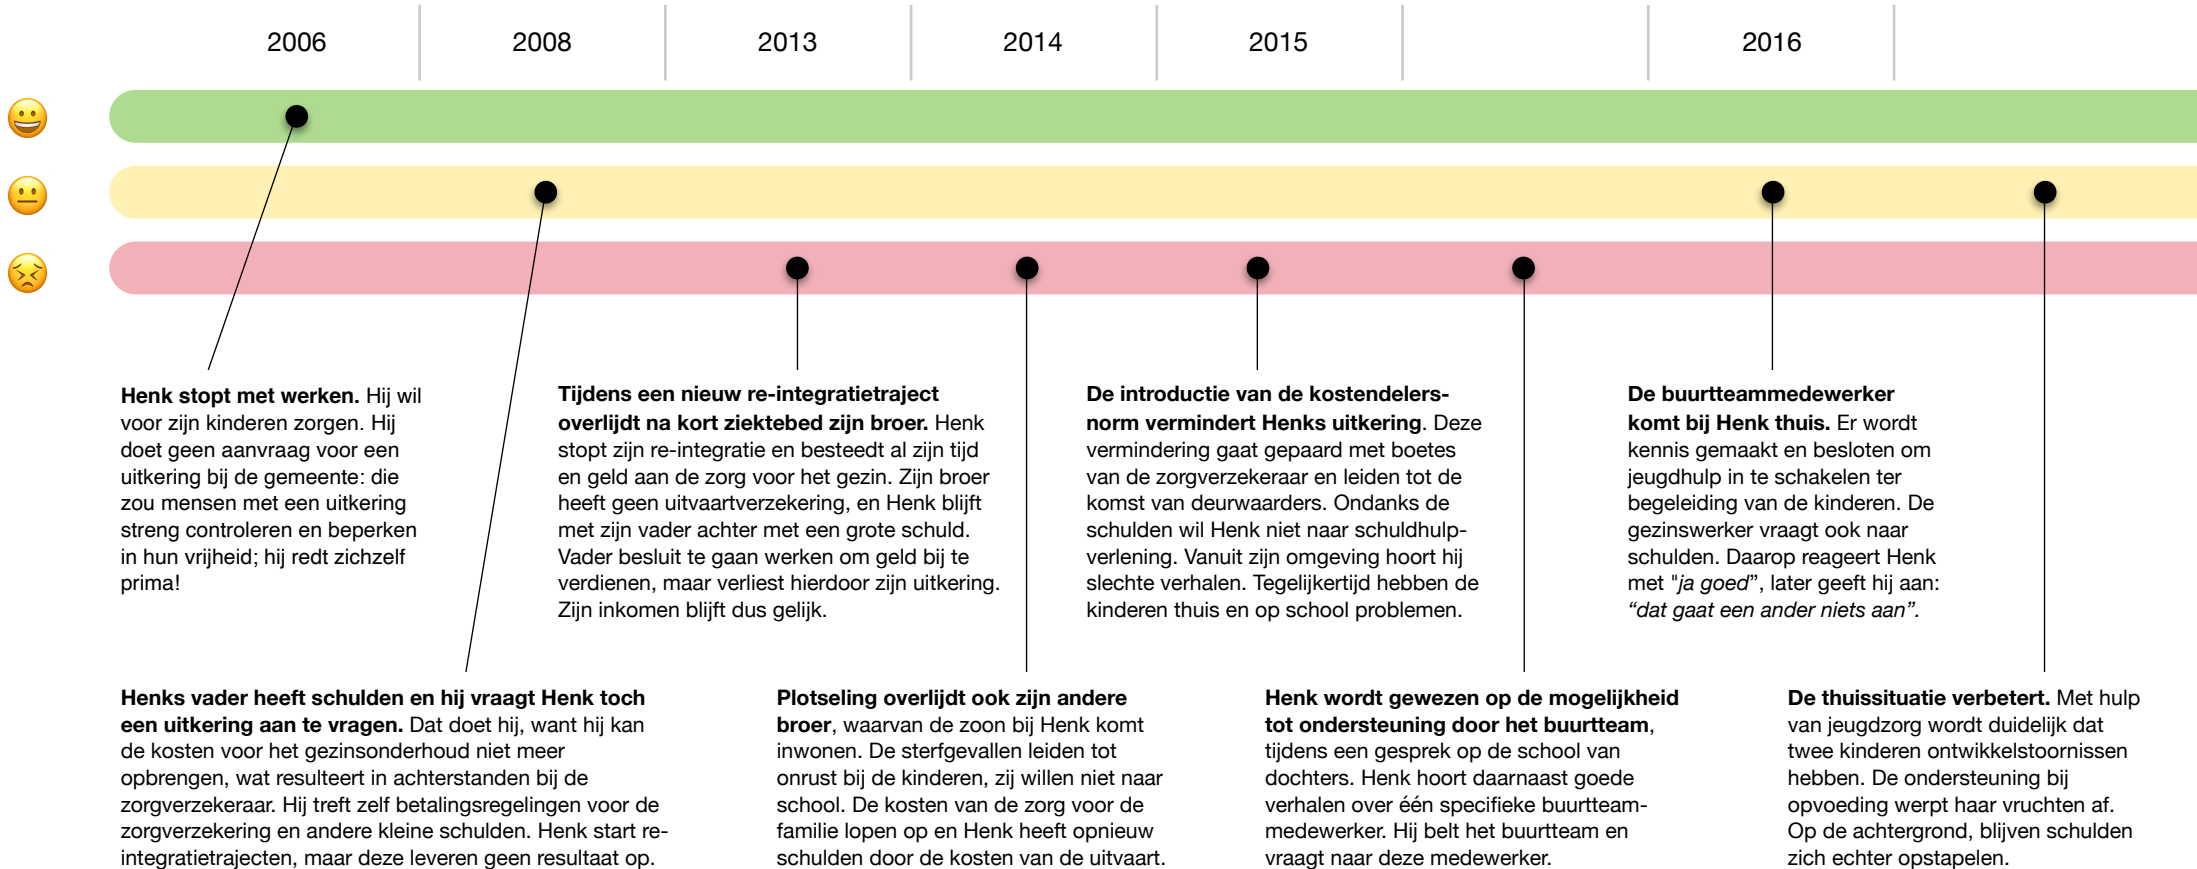 2006
2008
2013
2014
2015
2016
Henk stopt met werken. Hij wil
voor zijn kinderen zorgen. Hij
doet geen aanvraag voor een
uitkering bij de gemeente: die
zou mensen met een uitkering
streng controleren en beperken
in hun vrijheid; hij redt zichzelf
prima!
Tijdens een nieuw re-integratietraject
overlijdt na kort ziektebed zijn broer. Henk
stopt zijn re-integratie en besteedt al zijn tijd
en geld aan de zorg voor het gezin. Zijn broer
heeft geen uitvaartverzekering, en Henk blijft
met zijn vader achter met een grote schuld.
Vader besluit te gaan werken om geld bij te
verdienen, maar verliest hierdoor zijn uitkering.
Zijn inkomen blijft dus gelijk.
De introductie van de kostendelers-
norm vermindert Henks uitkering. Deze
vermindering gaat gepaard met boetes
van de zorgverzekeraar en leiden tot de
komst van deurwaarders. Ondanks de
schulden wil Henk niet naar schuldhulp-
verlening. Vanuit zijn omgeving hoort hij
slechte verhalen. Tegelijkertijd hebben de
kinderen thuis en op school problemen.
De buurtteammedewerker
komt bij Henk thuis. Er wordt
kennis gemaakt en besloten om
jeugdhulp in te schakelen ter
begeleiding van de kinderen. De
gezinswerker vraagt ook naar
schulden. Daarop reageert Henk
met "ja goed”, later geeft hij aan:
“dat gaat een ander niets aan”.
Henks vader heeft schulden en hij vraagt Henk toch
een uitkering aan te vragen. Dat doet hij, want hij kan
de kosten voor het gezinsonderhoud niet meer
opbrengen, wat resulteert in achterstanden bij de
zorgverzekeraar. Hij treft zelf betalingsregelingen voor de
zorgverzekering en andere kleine schulden. Henk start re-
integratietrajecten, maar deze leveren geen resultaat op.
Plotseling overlijdt ook zijn andere
broer, waarvan de zoon bij Henk komt
inwonen. De sterfgevallen leiden tot
onrust bij de kinderen, zij willen niet naar
school. De kosten van de zorg voor de
familie lopen op en Henk heeft opnieuw
schulden door de kosten van de uitvaart.
Henk wordt gewezen op de mogelijkheid
tot ondersteuning door het buurtteam,
tijdens een gesprek op de school van
dochters. Henk hoort daarnaast goede
verhalen over één specifieke buurtteam-
medewerker. Hij belt het buurtteam en
vraagt naar deze medewerker.
De thuissituatie verbetert. Met hulp
van jeugdzorg wordt duidelijk dat
twee kinderen ontwikkelstoornissen
hebben. De ondersteuning bij
opvoeding werpt haar vruchten af.
Op de achtergrond, blijven schulden
zich echter opstapelen.